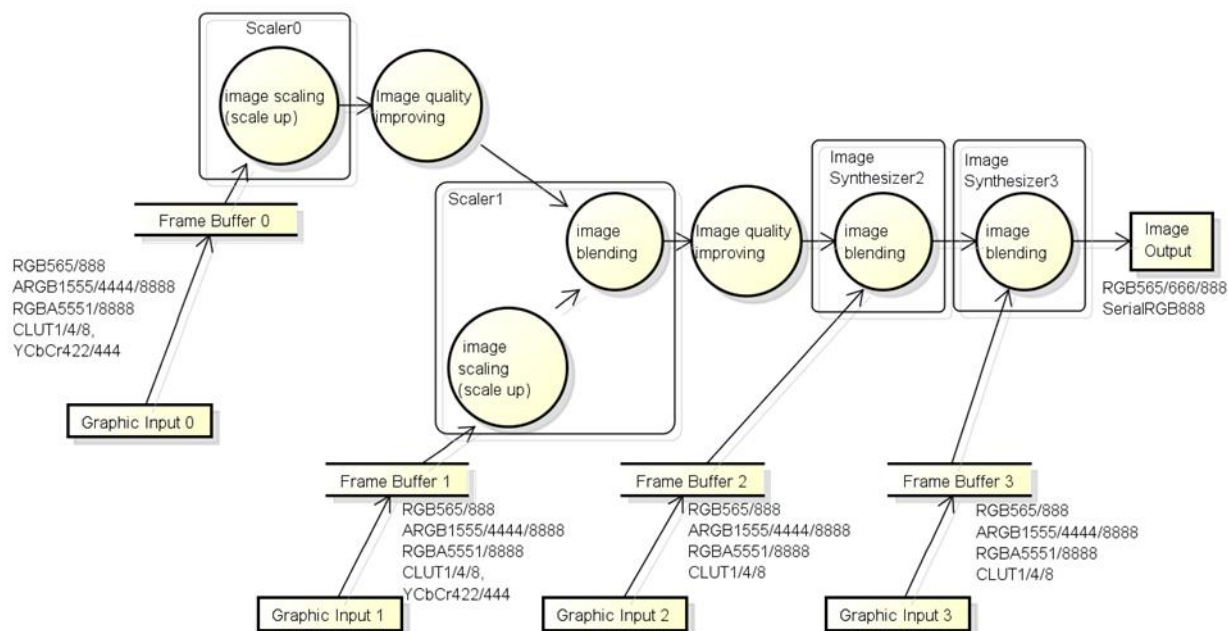 Scaler0
image scaling
(scale up)
Image quality
improving
Frame Buffer 0
RGB565/888
ARGB1555/4444/8888
RGBA5551/8888
CLUT1/4/8,
YCbCr422/444
Graphic Input 0
Scaler1
image
blending
image
scaling
(scale up)
Image quality
improving
Image
Synthesizer2
image
blending
Image
Synthesizer3
image
blending
Image
Output
RGB565/666/888
SerialRGB888
Frame Buffer 1
RGB565/888
ARGB1555/4444/8888
RGBA5551/8888
CLUT1/4/8,
YCbCr422/444
Graphic Input 1
Frame Buffer 2
RGB565/888
ARGB1555/4444/8888
RGBA5551/8888
CLUT1/4/8
Graphic Input 2
Frame Buffer 3
RGB565/888
ARGB1555/4444/8888
RGBA5551/8888
CLUT1/4/8
Graphic Input 3